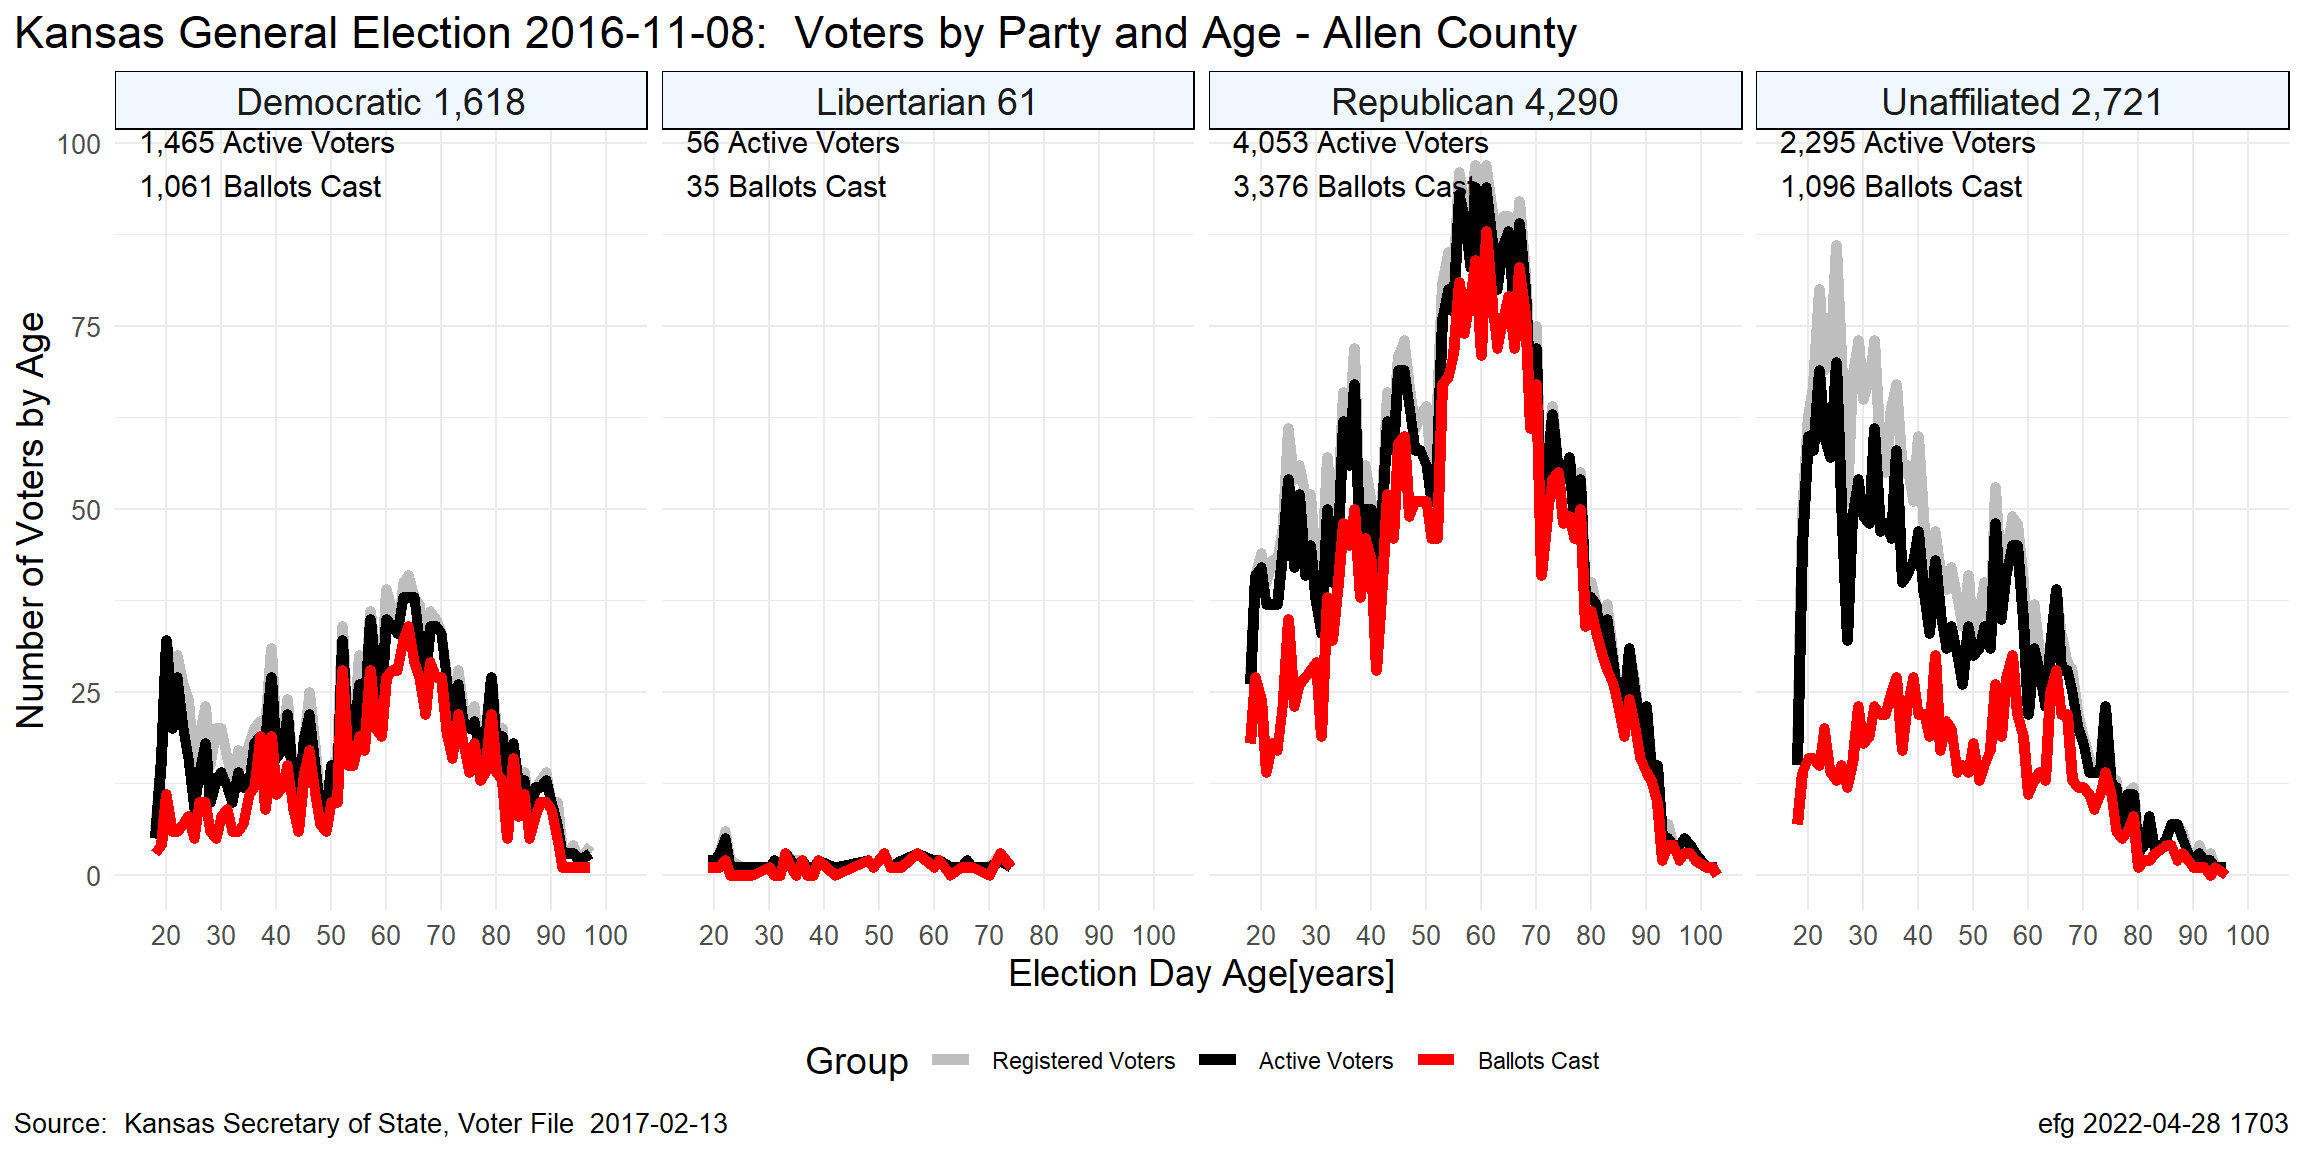 Kansas General Election 2016-11-08:  Voters by Party and Age - Allen County
Democratic 1,618
Libertarian 61
Republican 4,290
Unaffiliated 2,721
1,465 Active Voters
1,061 Ballots Cast
56 Active Voters
35 Ballots Cast
4,053 Active Voters
3,376 Ballots Cast
2,295 Active Voters
1,096 Ballots Cast
Number of Voters by Age
100
75
50
25
0
20 30 40 50 60 70 80 90 100
20 30 40 50 60 70 80 90 100
20 30 40 50 60 70 80 90 100
20 30 40 50 60 70 80 90 100
Election Day Age[years]
Group Registered Voters Active Voters Ballots Cast
Source:  Kansas Secretary of State, Voter File  2017-02-13
efg 2022-04-28 1703